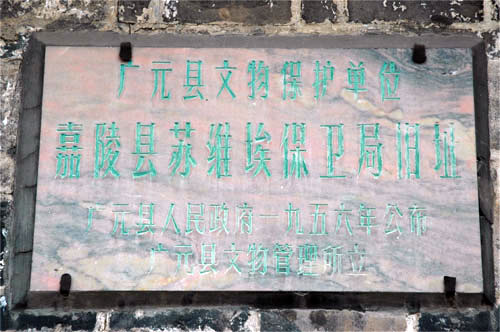 广元县文物保护单位
嘉陵县苏维埃保卫局旧址
广元县人民政府一九五六年公布
广元县文物管理所立